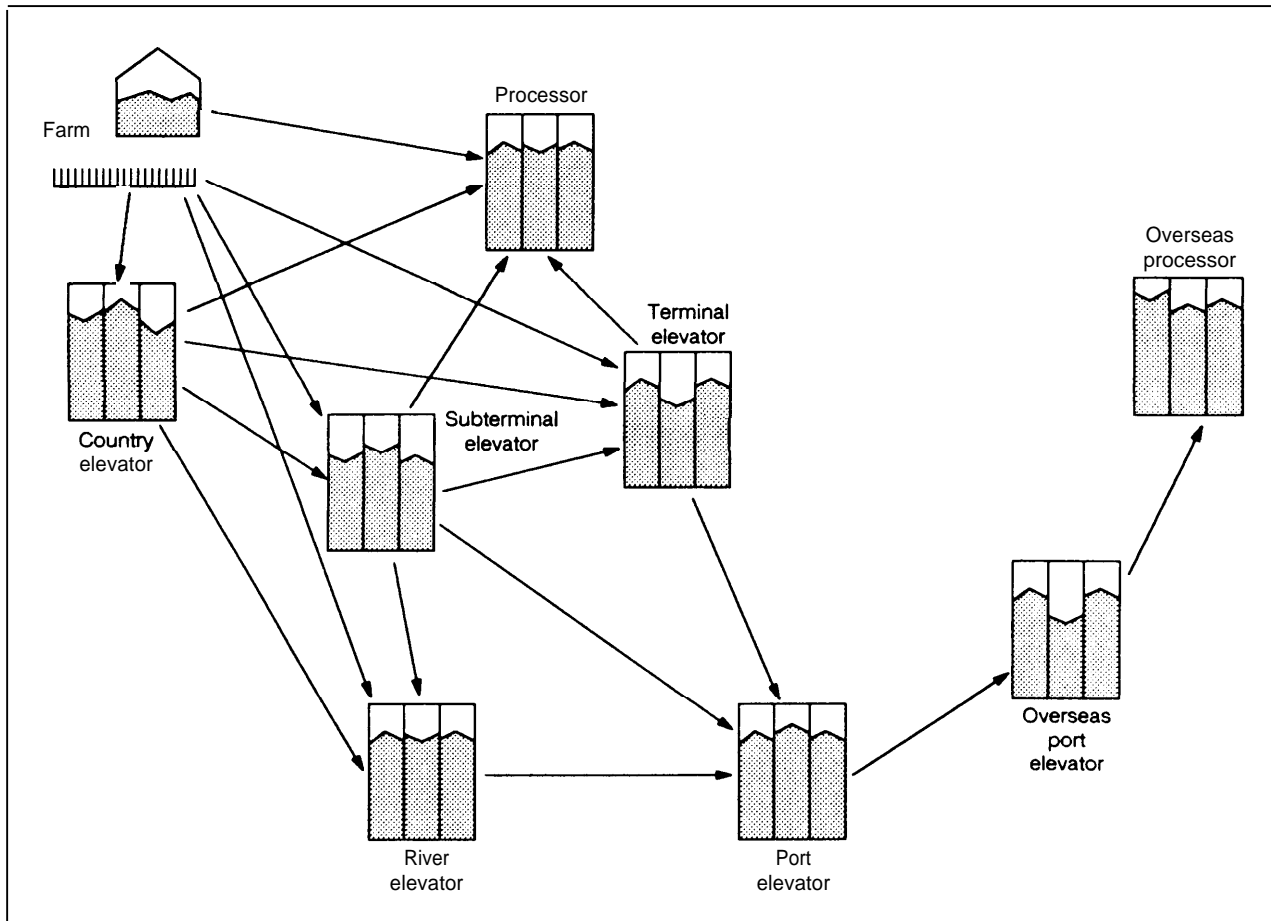 Farm
Processor
Overseas
processor
Terminal
elevator
Country
elevator
Subterminal
elevator
Overseas
port
elevator
River
elevator
Port
elevator